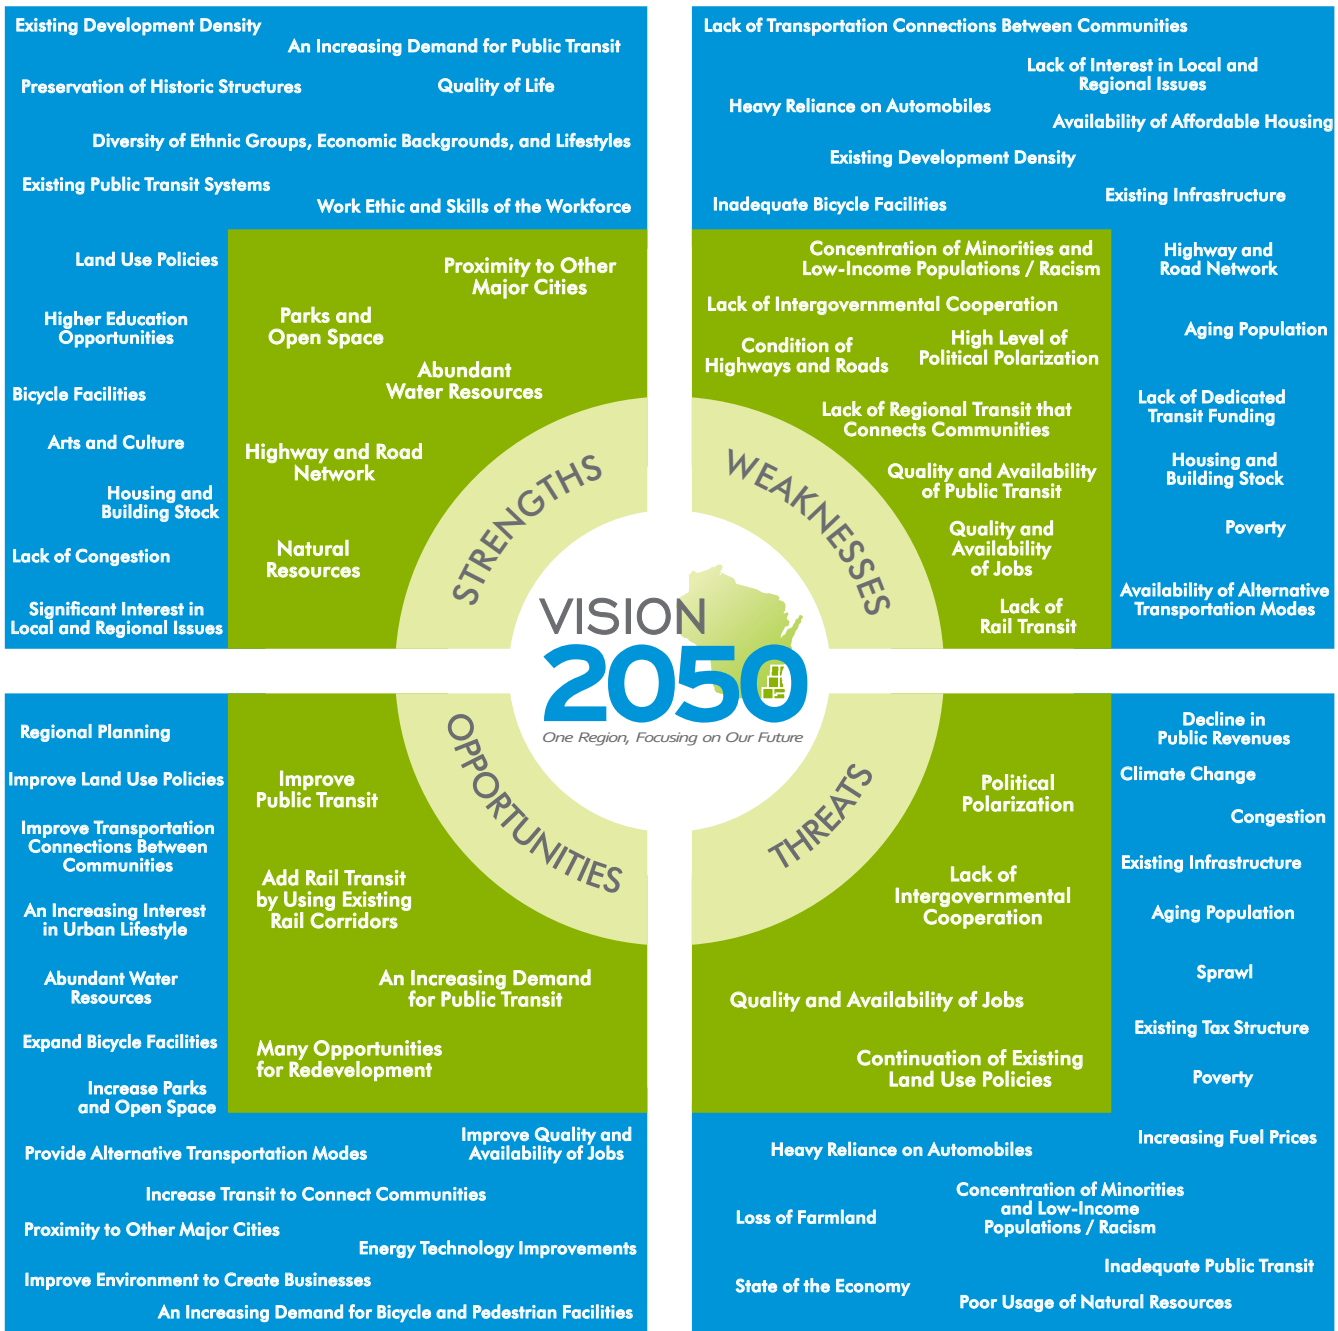 Existing Development Density
An Increasing Demand for Public Transit
Preservation of Historic Structures
Quality of Life
Diversity of Ethnic Groups, Economic Backgrounds, and Lifestyles
Existing Public Transit Systems
Work Ethic and Skills of the Workforce
Land Use Policies
Higher Education
Opportunities
Bicycle Facilities
Arts and Culture
Housing and
Building Stock
Lack of Congestion
Significant Interest in
Local and Regional Issues
Proximity to Other
Major Cities
Parks and
Open Space
Abundant
Water Resources
Highway and Road
Network
Natural
Resources
STRENGTHS
Lack of Transportation Connections Between Communities
Lack of Interest in Local and
Regional Issues
Heavy Reliance on Automobiles
Availability of Affordable Housing
Existing Development Density
Existing Infrastructure
Inadequate Bicycle Facilities
Concentration of Minorities and
Low-Income Populations / Racism
Lack of Intergovernmental Cooperation
Condition of
Highways and Roads
High Level of
Political Polarization
Lack of Regional Transit that
Connects Communities
Quality and Availability
of Public Transit
Quality and
Availability
of Jobs
Lack of
Rail Transit
WEAKNESSES
Highway and
Road Network
Aging Population
Lack of Dedicated
Transit Funding
Housing and
Building Stock
Poverty
Availability of Alternative
Transportation Modes
VISION
2050
One Region, Focusing on Our Future
Regional Planning
Improve Land Use Policies
Improve Transportation
Connections Between
Communities
An Increasing Interest
in Urban Lifestyle
Abundant Water
Resources
Expand Bicycle Facilities
Increase Parks
and Open Space
Improve
Public Transit
Add Rail Transit
by Using Existing
Rail Corridors
An Increasing Demand
for Public Transit
Many Opportunities
for Redevelopment
OPPORTUNITIES
Improve Quality and
Availability of Jobs
Provide Alternative Transportation Modes
Increase Transit to Connect Communities
Proximity to Other Major Cities
Energy Technology Improvements
Improve Environment to Create Businesses
An Increasing Demand for Bicycle and Pedestrian Facilities
THREATS
Political
Polarization
Lack of
Intergovernmental
Cooperation
Quality and Availability of Jobs
Continuation of Existing
Land Use Policies
Decline in
Public Revenues
Climate Change
Congestion
Existing Infrastructure
Aging Population
Sprawl
Existing Tax Structure
Poverty
Increasing Fuel Prices
Heavy Reliance on Automobiles
Concentration of Minorities
and Low-Income
Populations / Racism
Loss of Farmland
Inadequate Public Transit
State of the Economy
Poor Usage of Natural Resources